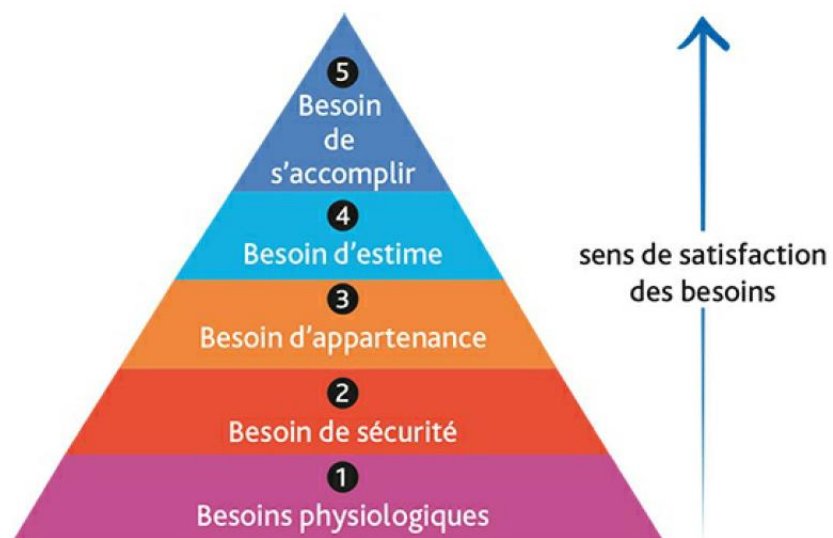 5
Besoin
de
s’accomplir
4
Besoin d’estime
3
Besoin d’appartenance
2
Besoin de sécurité
1
Besoins physiologiques
sens de satisfaction
des besoins